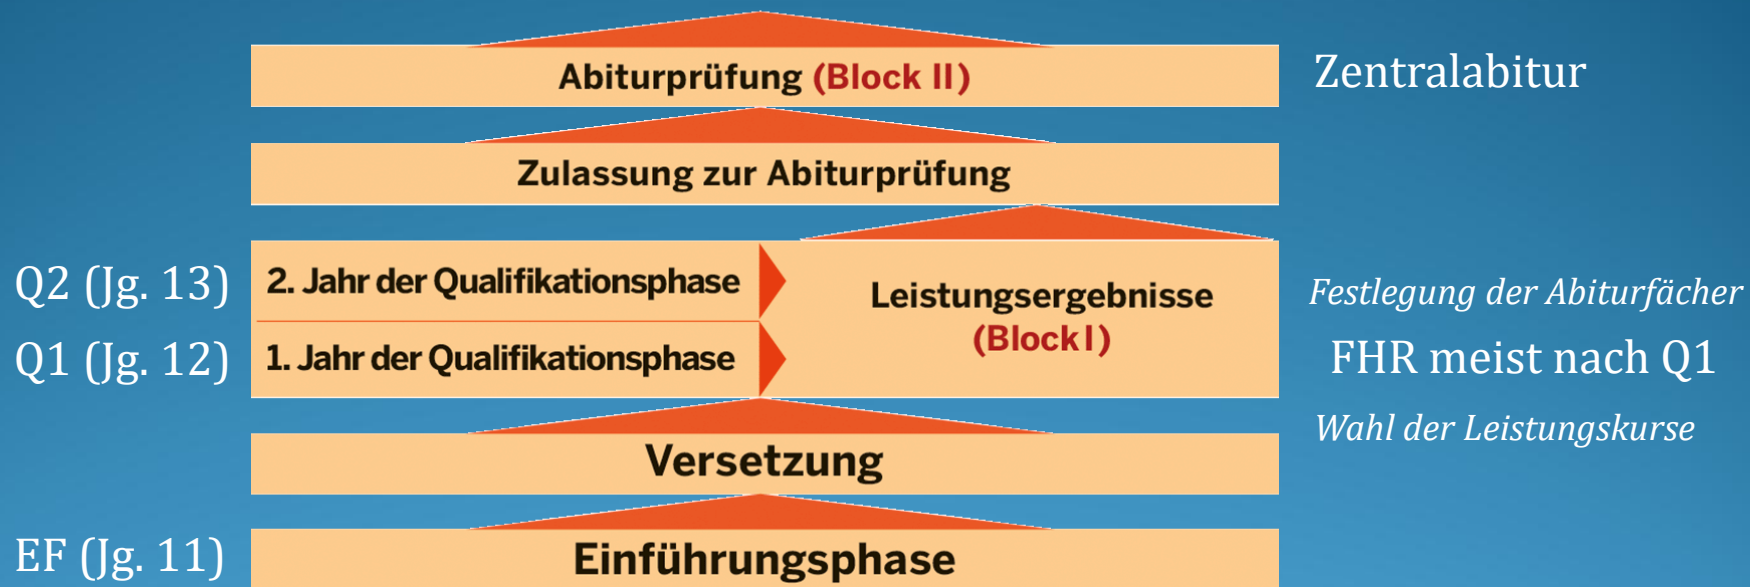 Abiturprüfung (Block II)
Zentralabitur
Zulassung zur Abiturprüfung
Q2 (Jg. 13)
2. Jahr der Qualifikationsphase
Q1 (Jg. 12)
1. Jahr der Qualifikationsphase
Leistungsergebnisse
(Block I)
Festlegung der Abiturfächer
FHR meist nach Q1
Wahl der Leistungskurse
Versetzung
EF (Jg. 11)
Einführungsphase